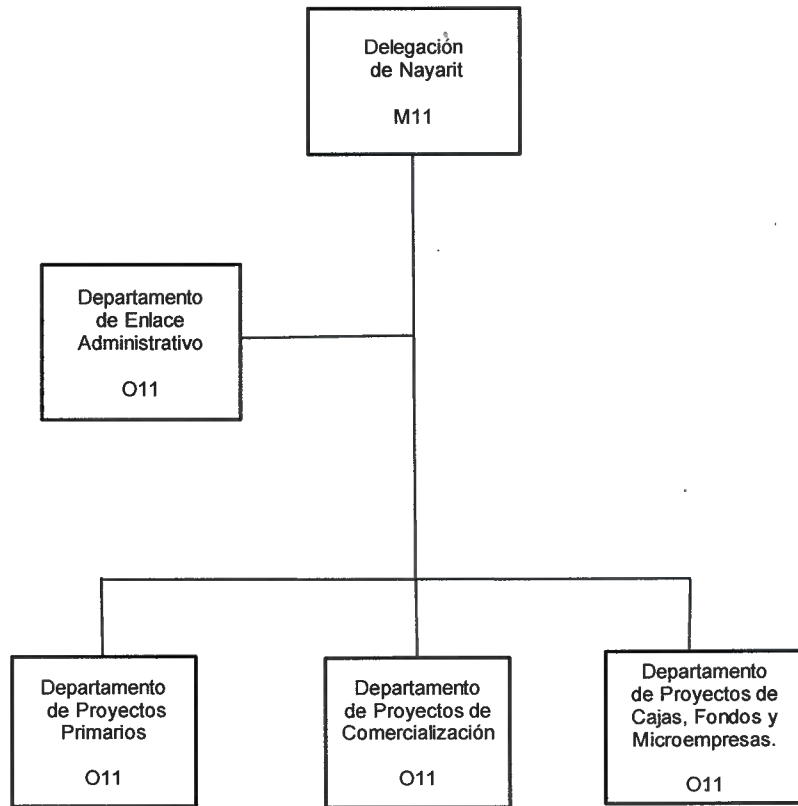 Delegación
de Nayarit
M11
Departamento
de Enlace
Administrativo
O11
Departamento
de Proyectos
Primarios
O11
Departamento
de Proyectos de
Comercialización
O11
Departamento
de Proyectos de
Cajas, Fondos y
Microempresas.
O11